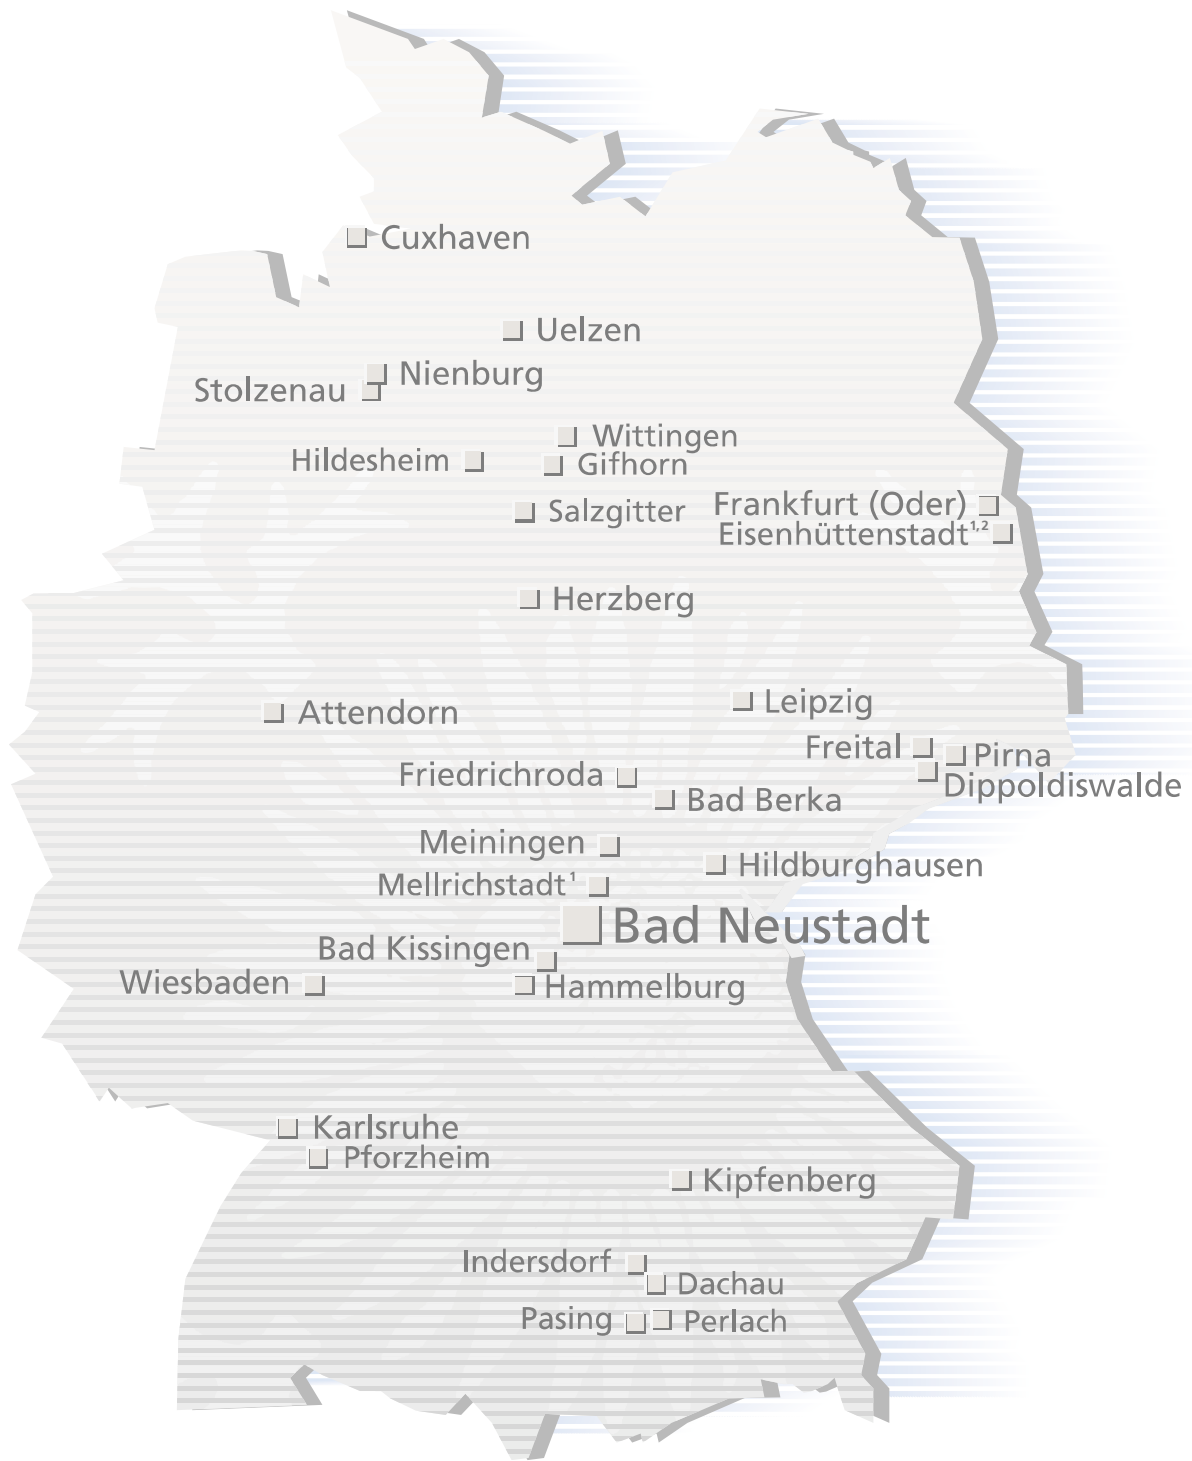 Cuxhaven
Uelzen
Nienburg
Stolzenau
Wittingen
Hildesheim
Gifhorn
Salzgitter
Frankfurt (Oder)
Eisenhüttenstadt¹,²
Herzberg
Leipzig
Attendorn
Freital
Pirna
Friedrichroda
Dippoldiswalde
Bad Berka
Meiningen
Hildburghausen
Mellrichstadt¹
Bad Neustadt
Bad Kissingen
Wiesbaden
Hammelburg
Karlsruhe
Pforzheim
Kipfenberg
Indersdorf
Dachau
Pasing
Perlach